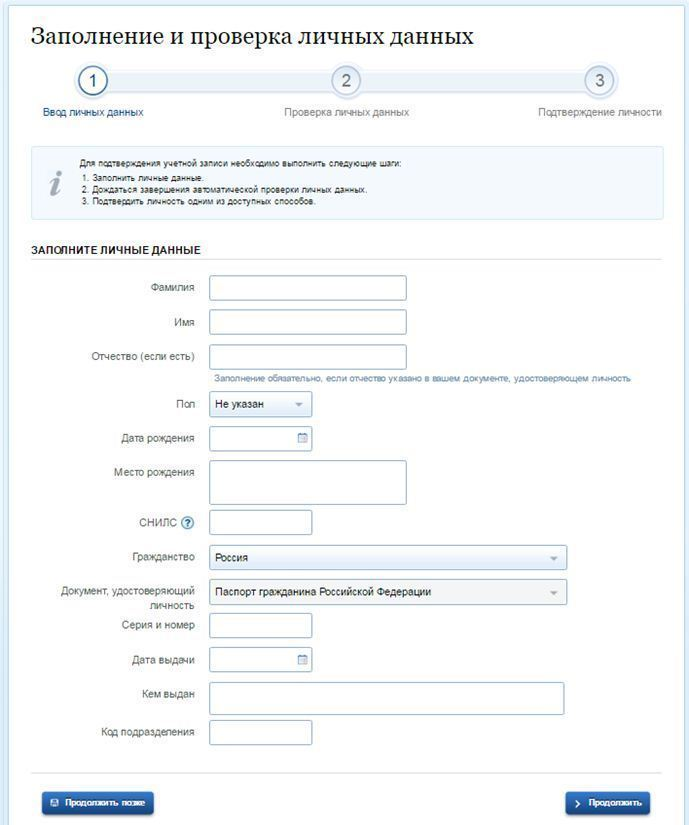 Заполнение и проверка личных данных
1 2 3
Ввод личных данных Проверка личных данных Подтверждение личности
Для подтверждения учетной записи необходимо выполнить следующие шаги:
1. Заполнить личные данные.
2. Дождаться завершения автоматической проверки личных данных.
3. Подтвердить личность одним из доступных способов.
ЗАПОЛНИТЕ ЛИЧНЫЕ ДАННЫЕ
Фамилия
Имя
Отчество (если есть)
Заполнение обязательно, если отчество указано в вашем документе, удостоверяющем личность
Пол Не указан
Дата рождения
Место рождения
СНИЛС ?
Гражданство Россия
Документ, удостоверяющий
личность Паспорт гражданина Российской Федерации
Серия и номер
Дата выдачи
Кем выдан
Код подразделения
Продолжить позже Продолжить